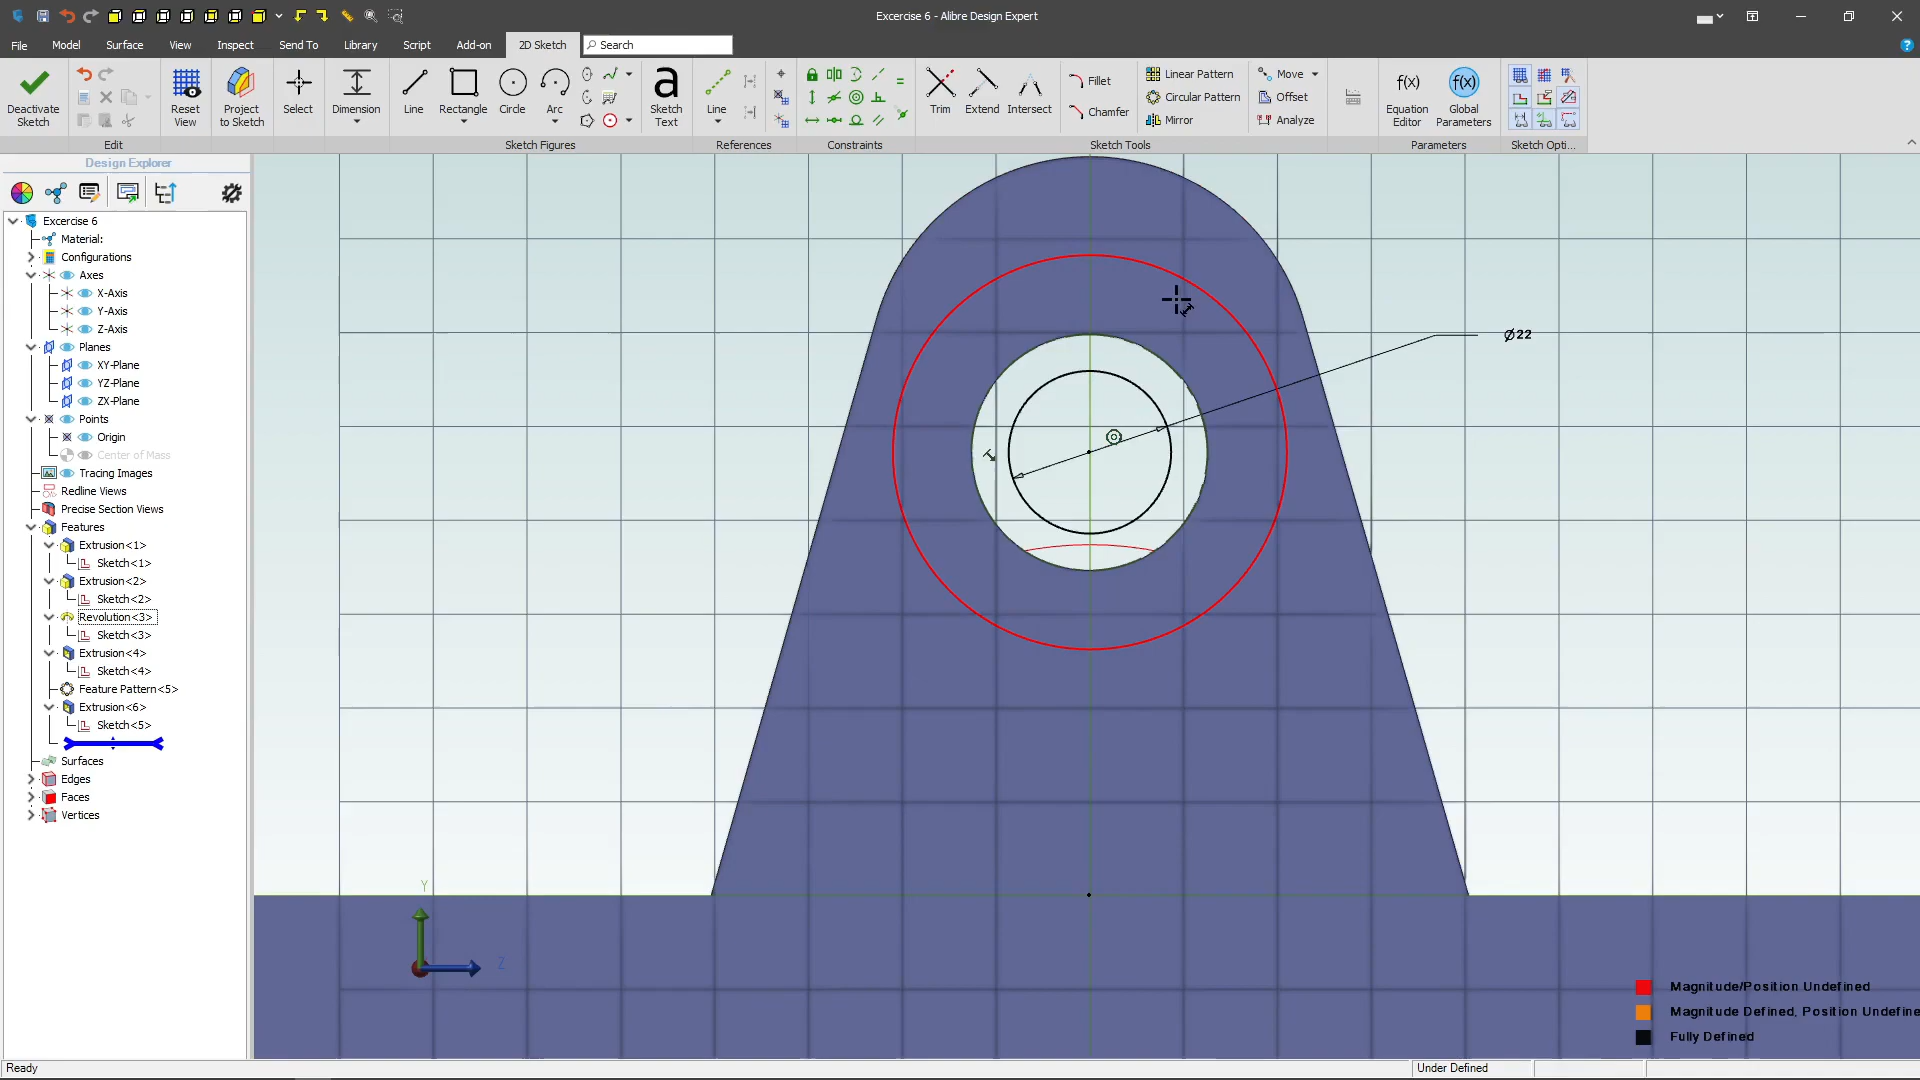 Excercise 6 - Alibre Design Expert
File Model Surface View Inspect Send To Library Script Add-on 2D Sketch Search
Deactivate Sketch
Reset View
Project to Sketch
Select
Dimension
Line
Rectangle
Circle
Arc
Sketch Text
Line
Trim
Extend
Intersect
Fillet
Chamfer
Linear Pattern
Circular Pattern
Mirror
Move
Offset
Analyze
Equation Editor
Global Parameters
Edit
Sketch Figures
References
Constraints
Sketch Tools
Parameters
Sketch Opti...
Design Explorer
Excercise 6
Material:
Configurations
Axes
X-Axis
Y-Axis
Z-Axis
Planes
XY-Plane
YZ-Plane
ZX-Plane
Points
Origin
Center of Mass
Tracing Images
Redline Views
Precise Section Views
Features
Extrusion<1>
Sketch<1>
Extrusion<2>
Sketch<2>
Revolution<3>
Sketch<3>
Extrusion<4>
Sketch<4>
Feature Pattern<5>
Extrusion<6>
Sketch<5>
Surfaces
Edges
Faces
Vertices
Ø22
Y
Z
Magnitude/Position Undefined
Magnitude Defined, Position Undefine
Fully Defined
Ready
Under Defined